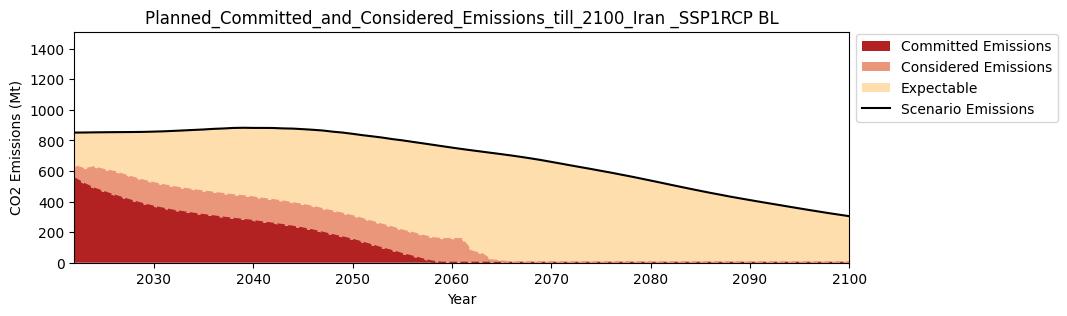 Planned_Committed_and_Considered_Emissions_till_2100_Iran _SSP1RCP BL
Committed Emissions
Considered Emissions
Expectable
Scenario Emissions
CO2 Emissions (Mt)
1400
1200
1000
800
600
400
200
0
2030 2040 2050 2060 2070 2080 2090 2100
Year